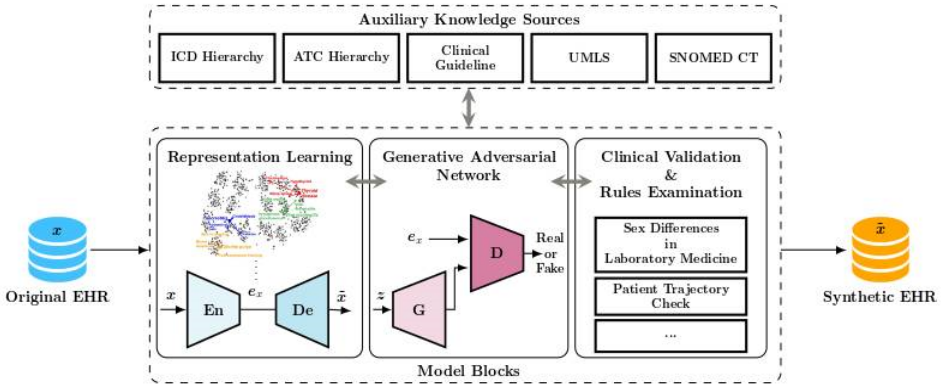 Auxiliary Knowledge Sources
ICD Hierarchy
ATC Hierarchy
Clinical
Guideline
UMLS
SNOMED CT
Representation Learning
Generative Adversarial
Network
Clinical Validation
&
Rules Examination
x
Original EHR
x
En
e_x
De
x̃
z
G
e_x
D
Real
or
Fake
Sex Differences
in
Laboratory Medicine
Patient Trajectory
Check
...
x̃
Synthetic EHR
Model Blocks